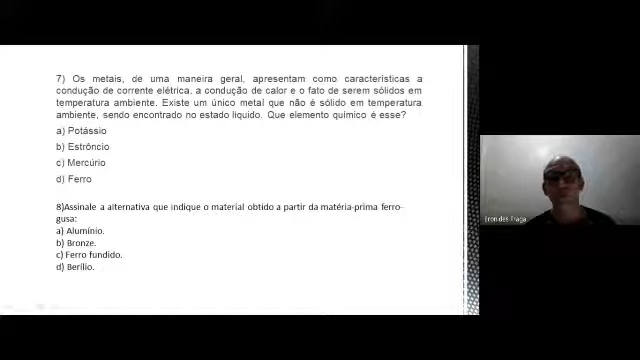 7) Os metais, de uma maneira geral, apresentam como características a
condução de corrente elétrica, a condução de calor e o fato de serem sólidos em
temperatura ambiente. Existe um único metal que não é sólido em temperatura
ambiente, sendo encontrado no estado líquido. Que elemento químico é esse?
a) Potássio
b) Estrôncio
c) Mercúrio
d) Ferro
8)Assinale a alternativa que indique o material obtido a partir da matéria-prima ferro-
gusa:
a) Alumínio.
b) Bronze.
c) Ferro fundido.
d) Berílio.
Eronides Fraga